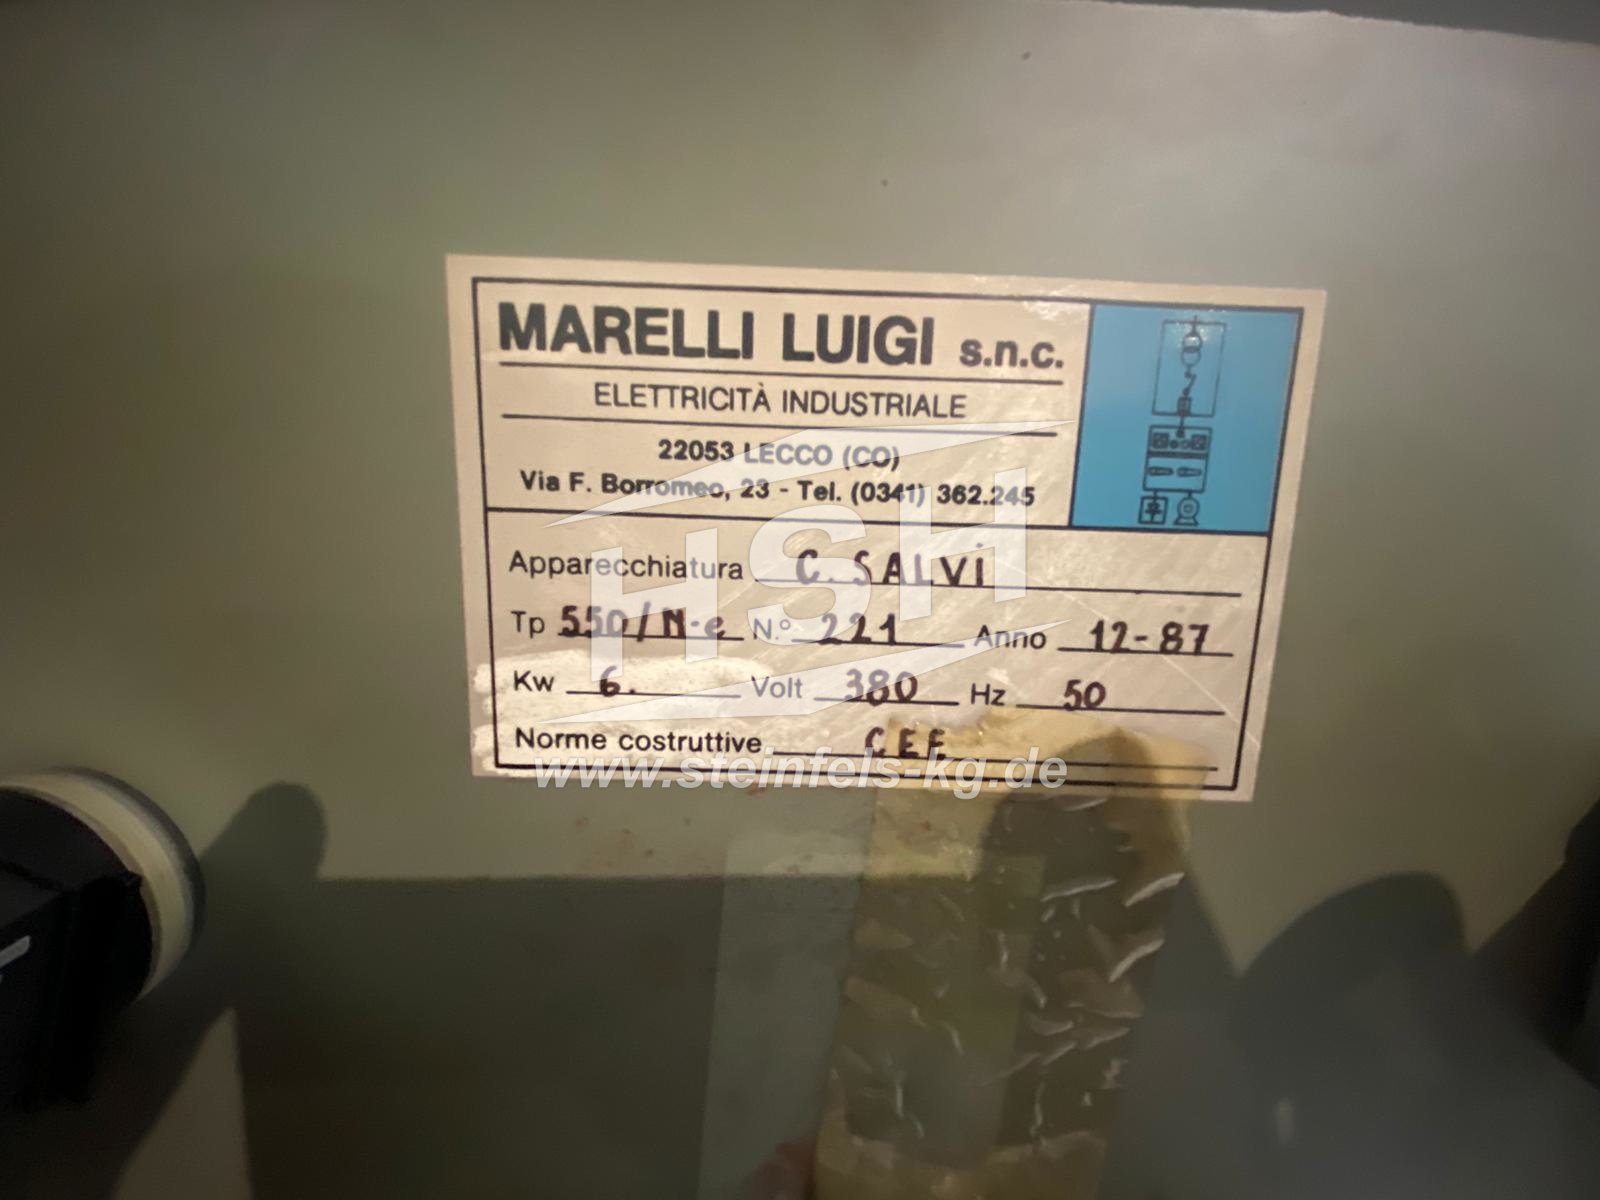 MARELLI LUIGI s.n.c.
ELETTRICITÀ INDUSTRIALE
22053 LECCO (CO)
Via F. Borromeo, 23 - Tel. (0341) 362.245
Apparecchiatura C. SALVi
Tp 550/N-e N.° 221 Anno 12-87
Kw 6. Volt 380 Hz 50
Norme costruttive CEE
HSH
www.steinfels-kg.de